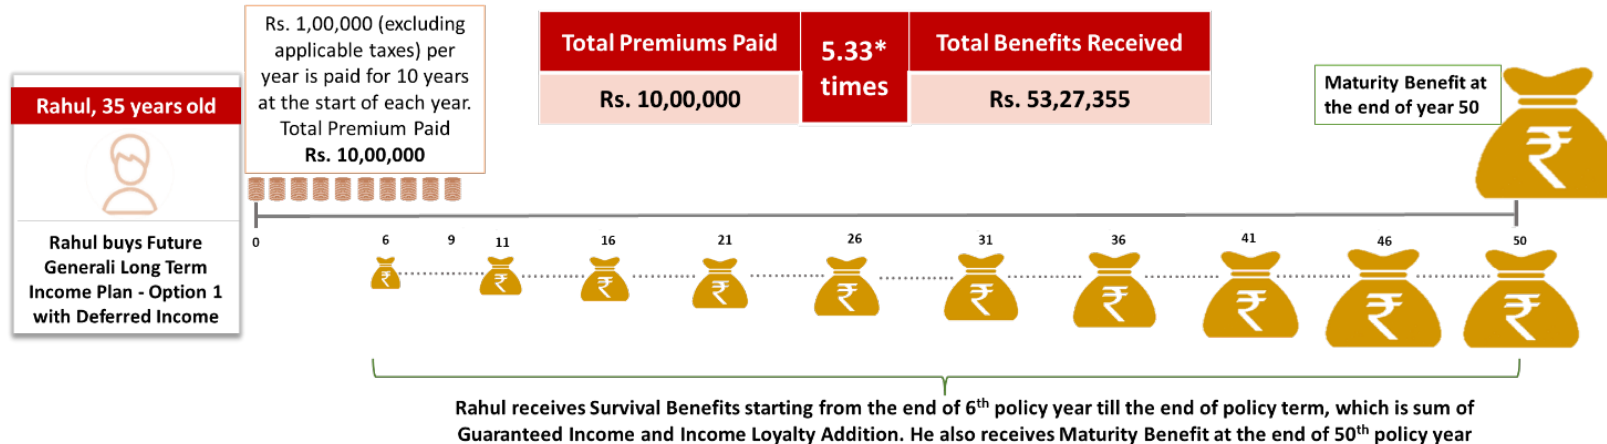 Rs. 1,00,000 (excluding
applicable taxes) per
year is paid for 10 years
at the start of each year.
Total Premium Paid
Rs. 10,00,000
Total Premiums Paid
5.33*
times
Total Benefits Received
Rs. 10,00,000
Rs. 53,27,355
Maturity Benefit at
the end of year 50
₹
Rahul, 35 years old
Rahul buys Future
Generali Long Term
Income Plan - Option 1
with Deferred Income
0 6 9 11 16 21 26 31 36 41 46 50
₹ ₹ ₹ ₹ ₹ ₹ ₹ ₹ ₹ ₹
Rahul receives Survival Benefits starting from the end of 6th policy year till the end of policy term, which is sum of
Guaranteed Income and Income Loyalty Addition. He also receives Maturity Benefit at the end of 50th policy year